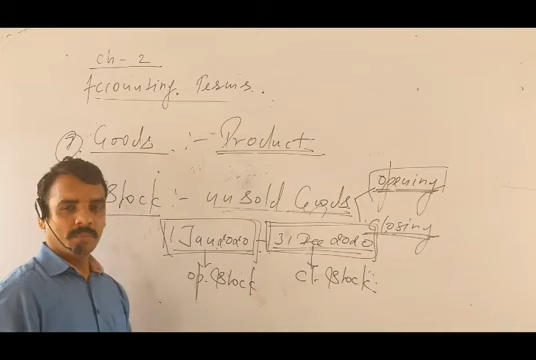 Ch-2
Accounting Terms.
7) Goods :- Product
Stock :- unsold Goods
opening
closing
1 Jan 2020 - 31 Dec 2020
op. Stock cl. Stock